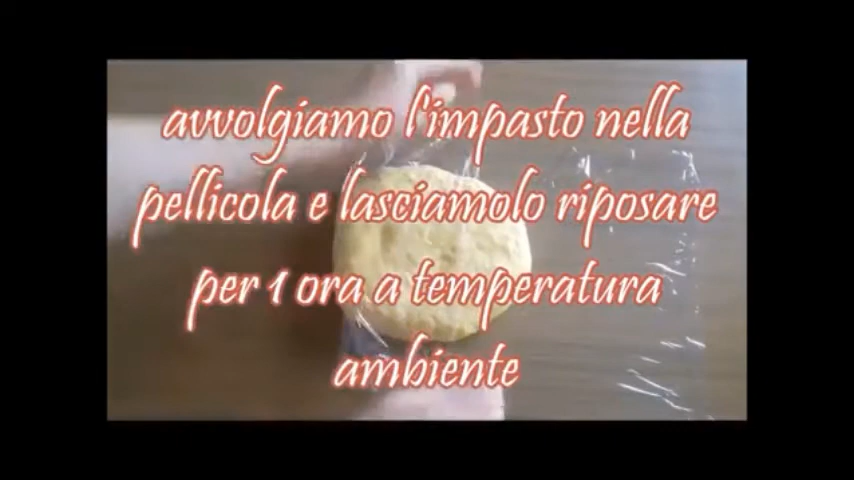 avvolgiamo l'impasto nella
pellicola e lasciamolo riposare
per 1 ora a temperatura
ambiente